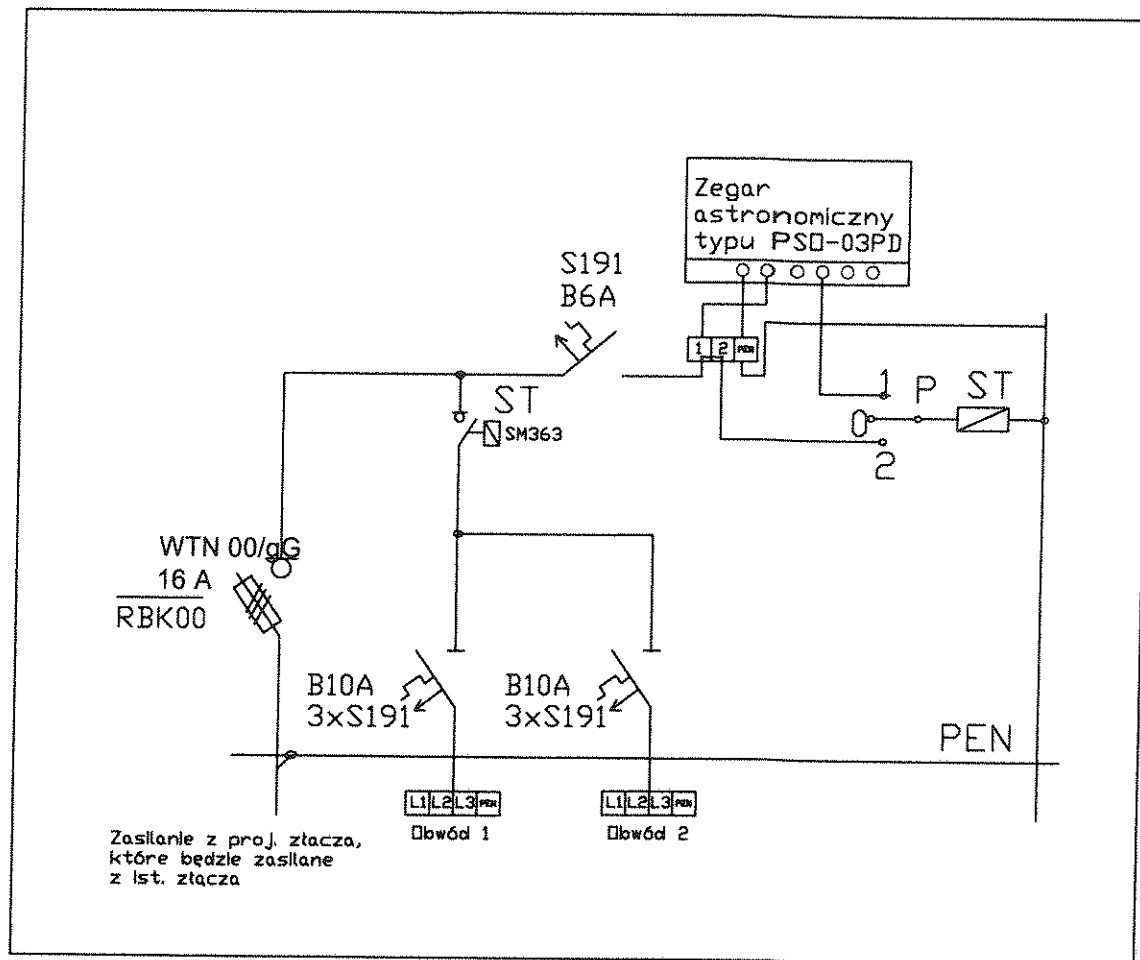 Zegar
astronomiczny
typu PSO-03PD
S191
B6A
1 2 PEN
1
P ST
2
ST
SM363
WTN 00/gG
16 A
RBK00
B10A
3xS191
B10A
3xS191
PEN
L1 L2 L3 PEN
Obwód 1
L1 L2 L3 PEN
Obwód 2
Zasilanie z proj. złącza,
które będzie zasilane
z ist. złącza